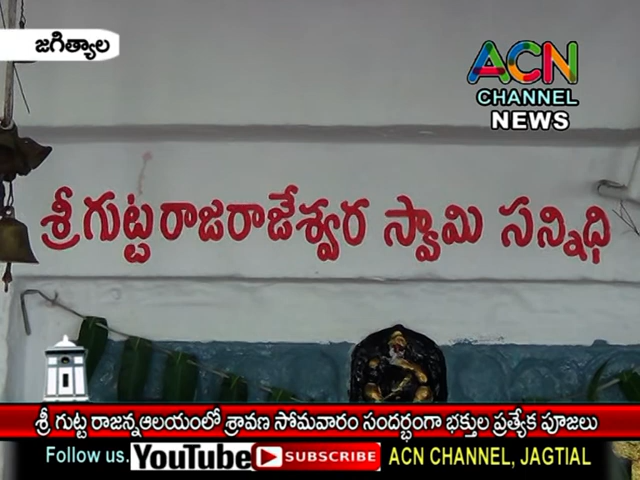 జగిత్యాల
ACN
CHANNEL
NEWS
శ్రీ గుట్ట రాజరాజేశ్వర స్వామి సన్నిధి
శ్రీ గుట్ట రాజన్నఆలయంలో శ్రావణ సోమవారం సందర్భంగా భక్తుల ప్రత్యేక పూజలు
Follow us. YouTube SUBSCRIBE ACN CHANNEL, JAGTIAL